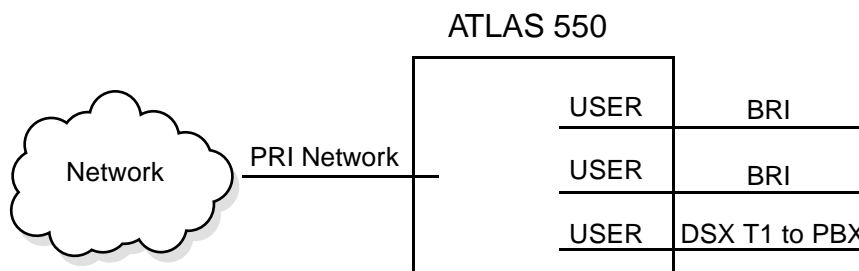 ATLAS 550
USER BRI
Network PRI Network
USER BRI
USER DSX T1 to PBX